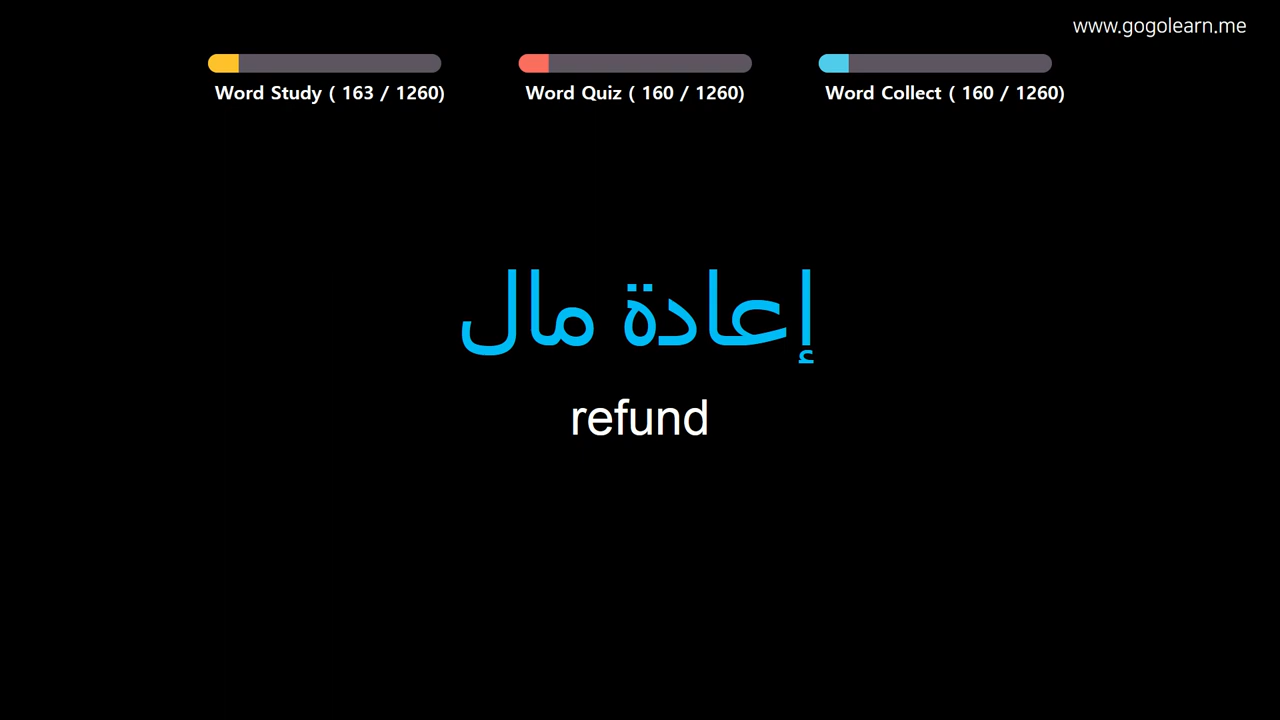 www.gogolearn.me
Word Study ( 163 / 1260)
Word Quiz ( 160 / 1260)
Word Collect ( 160 / 1260)
إعادة مال
refund